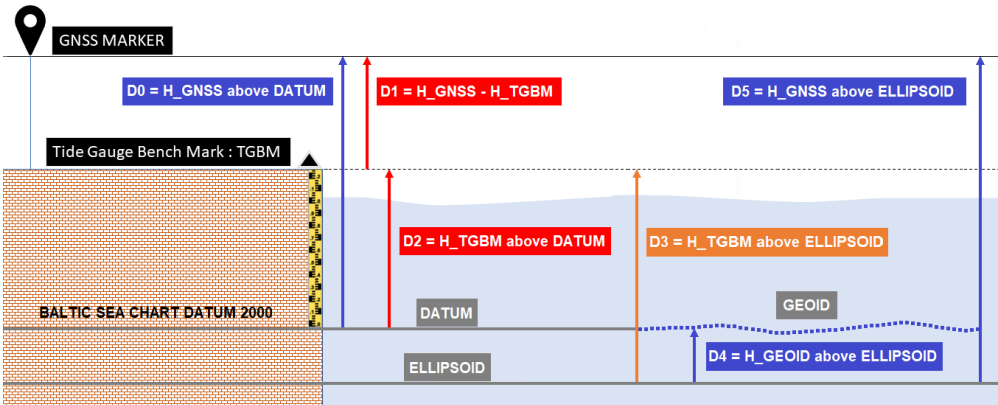 GNSS MARKER
D0 = H_GNSS above DATUM
D1 = H_GNSS - H_TGBM
D5 = H_GNSS above ELLIPSOID
Tide Gauge Bench Mark : TGBM
D2 = H_TGBM above DATUM
D3 = H_TGBM above ELLIPSOID
BALTIC SEA CHART DATUM 2000
DATUM
GEOID
ELLIPSOID
D4 = H_GEOID above ELLIPSOID